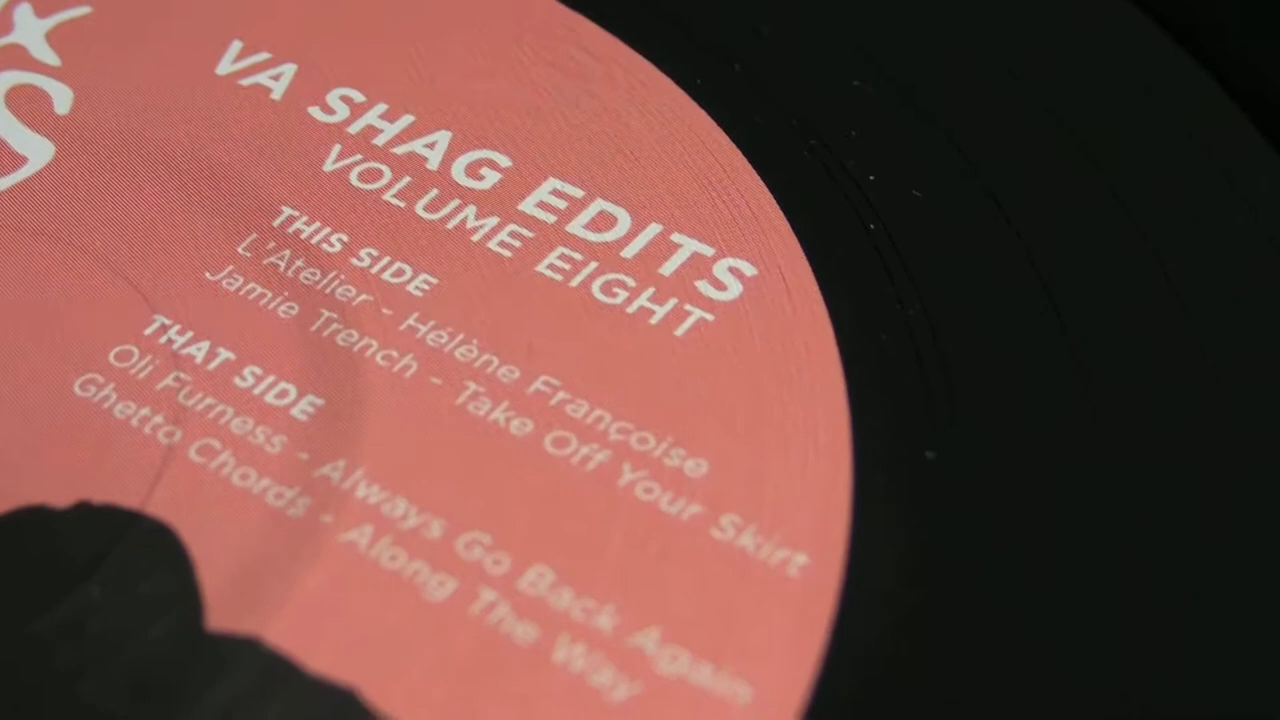 S
VA SHAG EDITS
VOLUME EIGHT
THIS SIDE
L'Atelier - Hélène Françoise
Jamie Trench - Take Off Your Skirt
THAT SIDE
Oli Furness - Always Go Back Again
Ghetto Chords - Along The Way